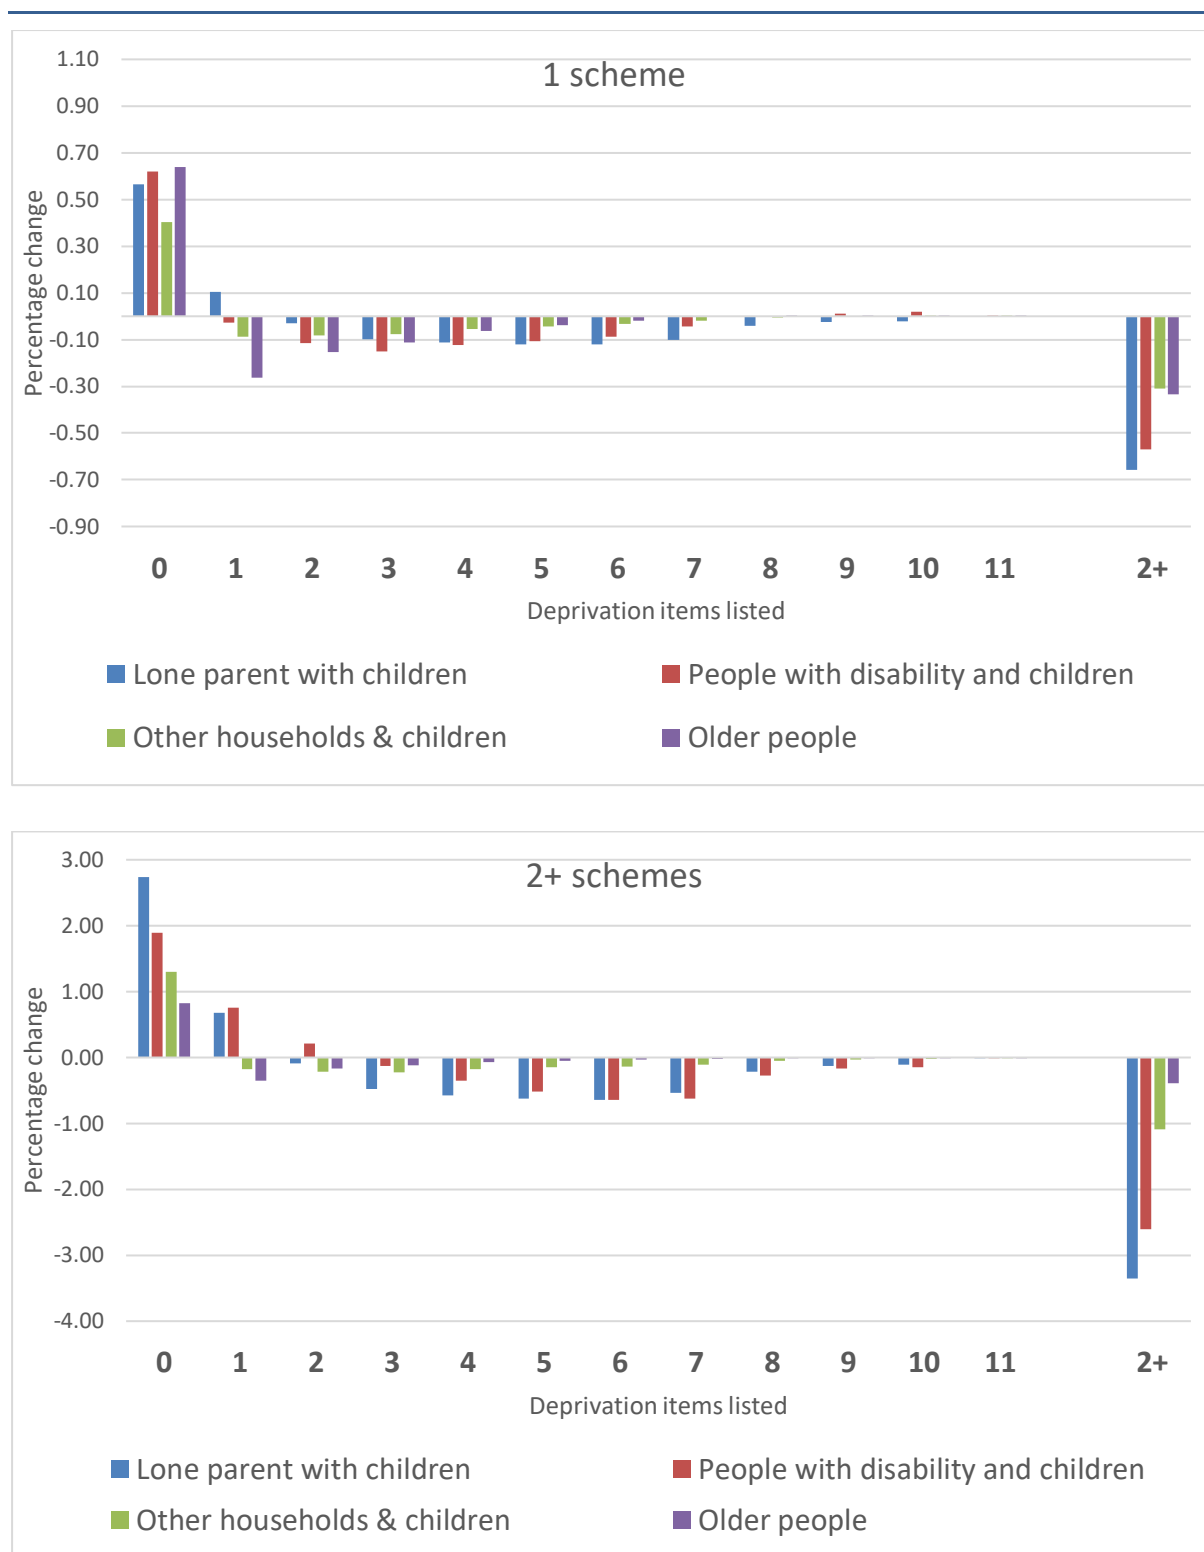 1 scheme
1.10
0.90
0.70
0.50
0.30
0.10
-0.10
-0.30
-0.50
-0.70
-0.90
Percentage change
0 1 2 3 4 5 6 7 8 9 10 11 2+
Deprivation items listed
Lone parent with children People with disability and children
Other households & children Older people
2+ schemes
3.00
2.00
1.00
0.00
-1.00
-2.00
-3.00
-4.00
Percentage change
0 1 2 3 4 5 6 7 8 9 10 11 2+
Deprivation items listed
Lone parent with children People with disability and children
Other households & children Older people